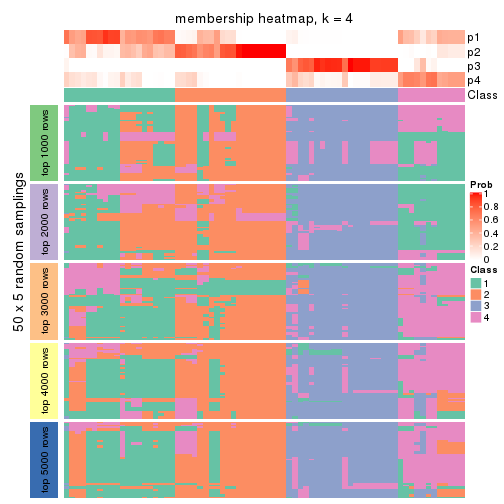 membership heatmap, k = 4
p1
p2
p3
p4
Class
50 x 5 random samplings
top 1000 rows
top 2000 rows
top 3000 rows
top 4000 rows
top 5000 rows
Prob
1
0.8
0.6
0.4
0.2
0
Class
1
2
3
4